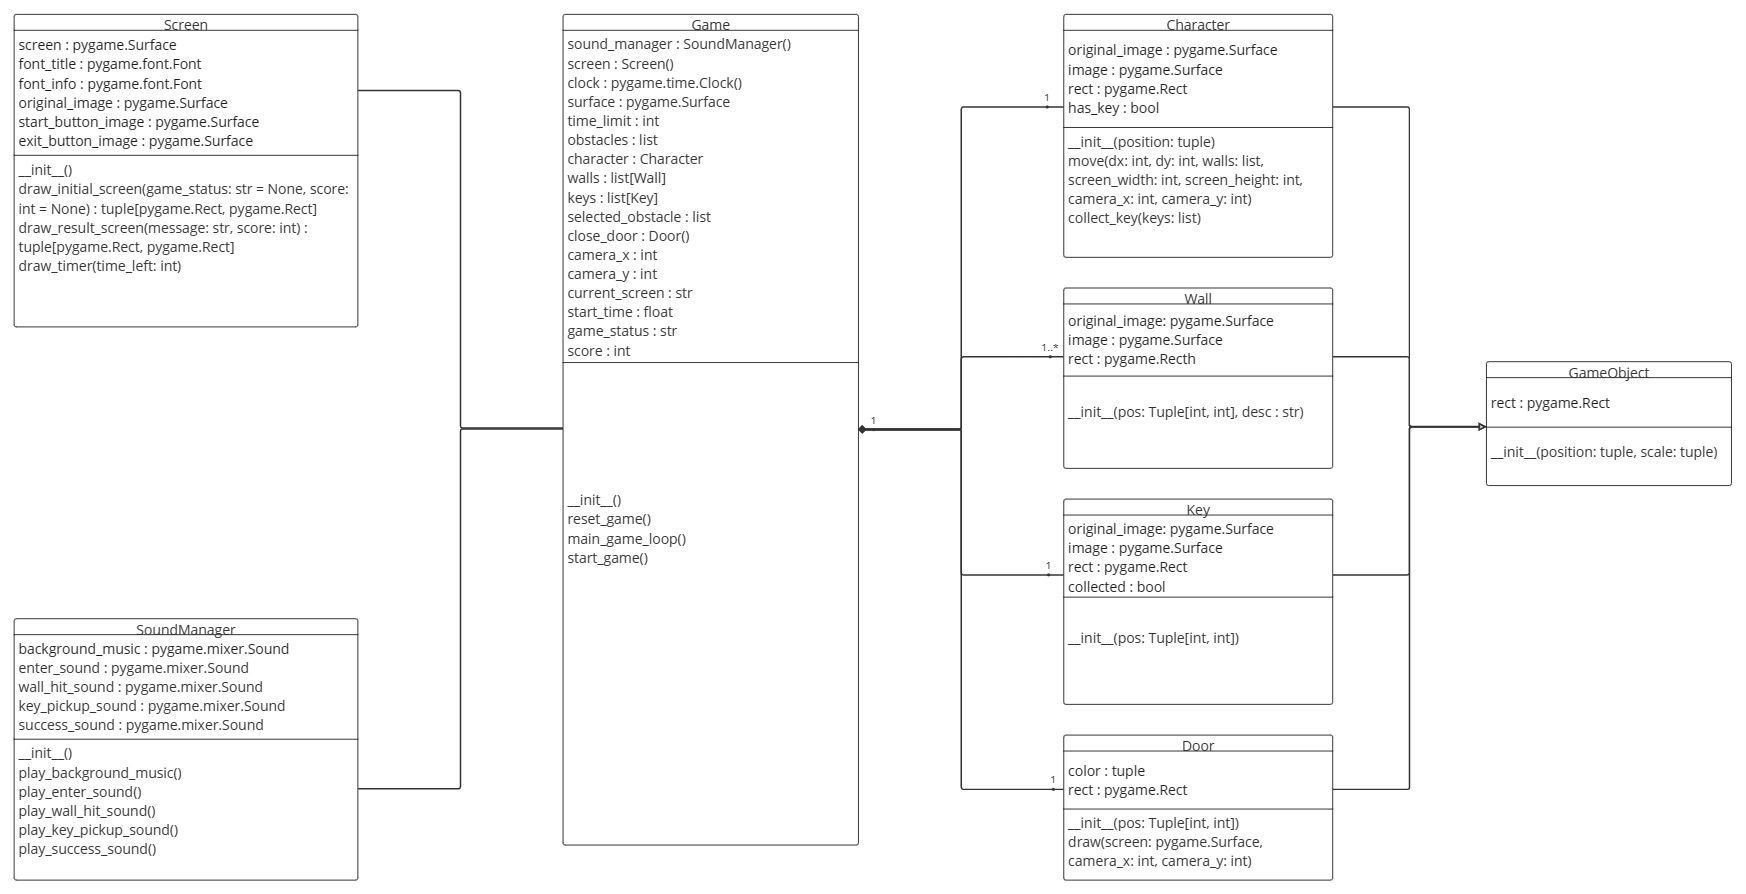 Screen
screen : pygame.Surface
font_title : pygame.font.Font
font_info : pygame.font.Font
original_image : pygame.Surface
start_button_image : pygame.Surface
exit_button_image : pygame.Surface
__init__()
draw_initial_screen(game_status: str = None, score:
int = None) : tuple[pygame.Rect, pygame.Rect]
draw_result_screen(message: str, score: int) :
tuple[pygame.Rect, pygame.Rect]
draw_timer(time_left: int)
SoundManager
background_music : pygame.mixer.Sound
enter_sound : pygame.mixer.Sound
wall_hit_sound : pygame.mixer.Sound
key_pickup_sound : pygame.mixer.Sound
success_sound : pygame.mixer.Sound
__init__()
play_background_music()
play_enter_sound()
play_wall_hit_sound()
play_key_pickup_sound()
play_success_sound()
Game
sound_manager : SoundManager()
screen : Screen()
clock : pygame.time.Clock()
surface : pygame.Surface
time_limit : int
obstacles : list
character : Character
walls : list[Wall]
keys : list[Key]
selected_obstacle : list
close_door : Door()
camera_x : int
camera_y : int
current_screen : str
start_time : float
game_status : str
score : int
__init__()
reset_game()
main_game_loop()
start_game()
1
1
Character
original_image : pygame.Surface
image : pygame.Surface
rect : pygame.Rect
has_key : bool
__init__(position: tuple)
move(dx: int, dy: int, walls: list,
screen_width: int, screen_height: int,
camera_x: int, camera_y: int)
collect_key(keys: list)
1..*
Wall
original_image: pygame.Surface
image : pygame.Surface
rect : pygame.Recth
__init__(pos: Tuple[int, int], desc : str)
1
Key
original_image: pygame.Surface
image : pygame.Surface
rect : pygame.Rect
collected : bool
__init__(pos: Tuple[int, int])
1
Door
color : tuple
rect : pygame.Rect
__init__(pos: Tuple[int, int])
draw(screen: pygame.Surface,
camera_x: int, camera_y: int)
GameObject
rect : pygame.Rect
__init__(position: tuple, scale: tuple)